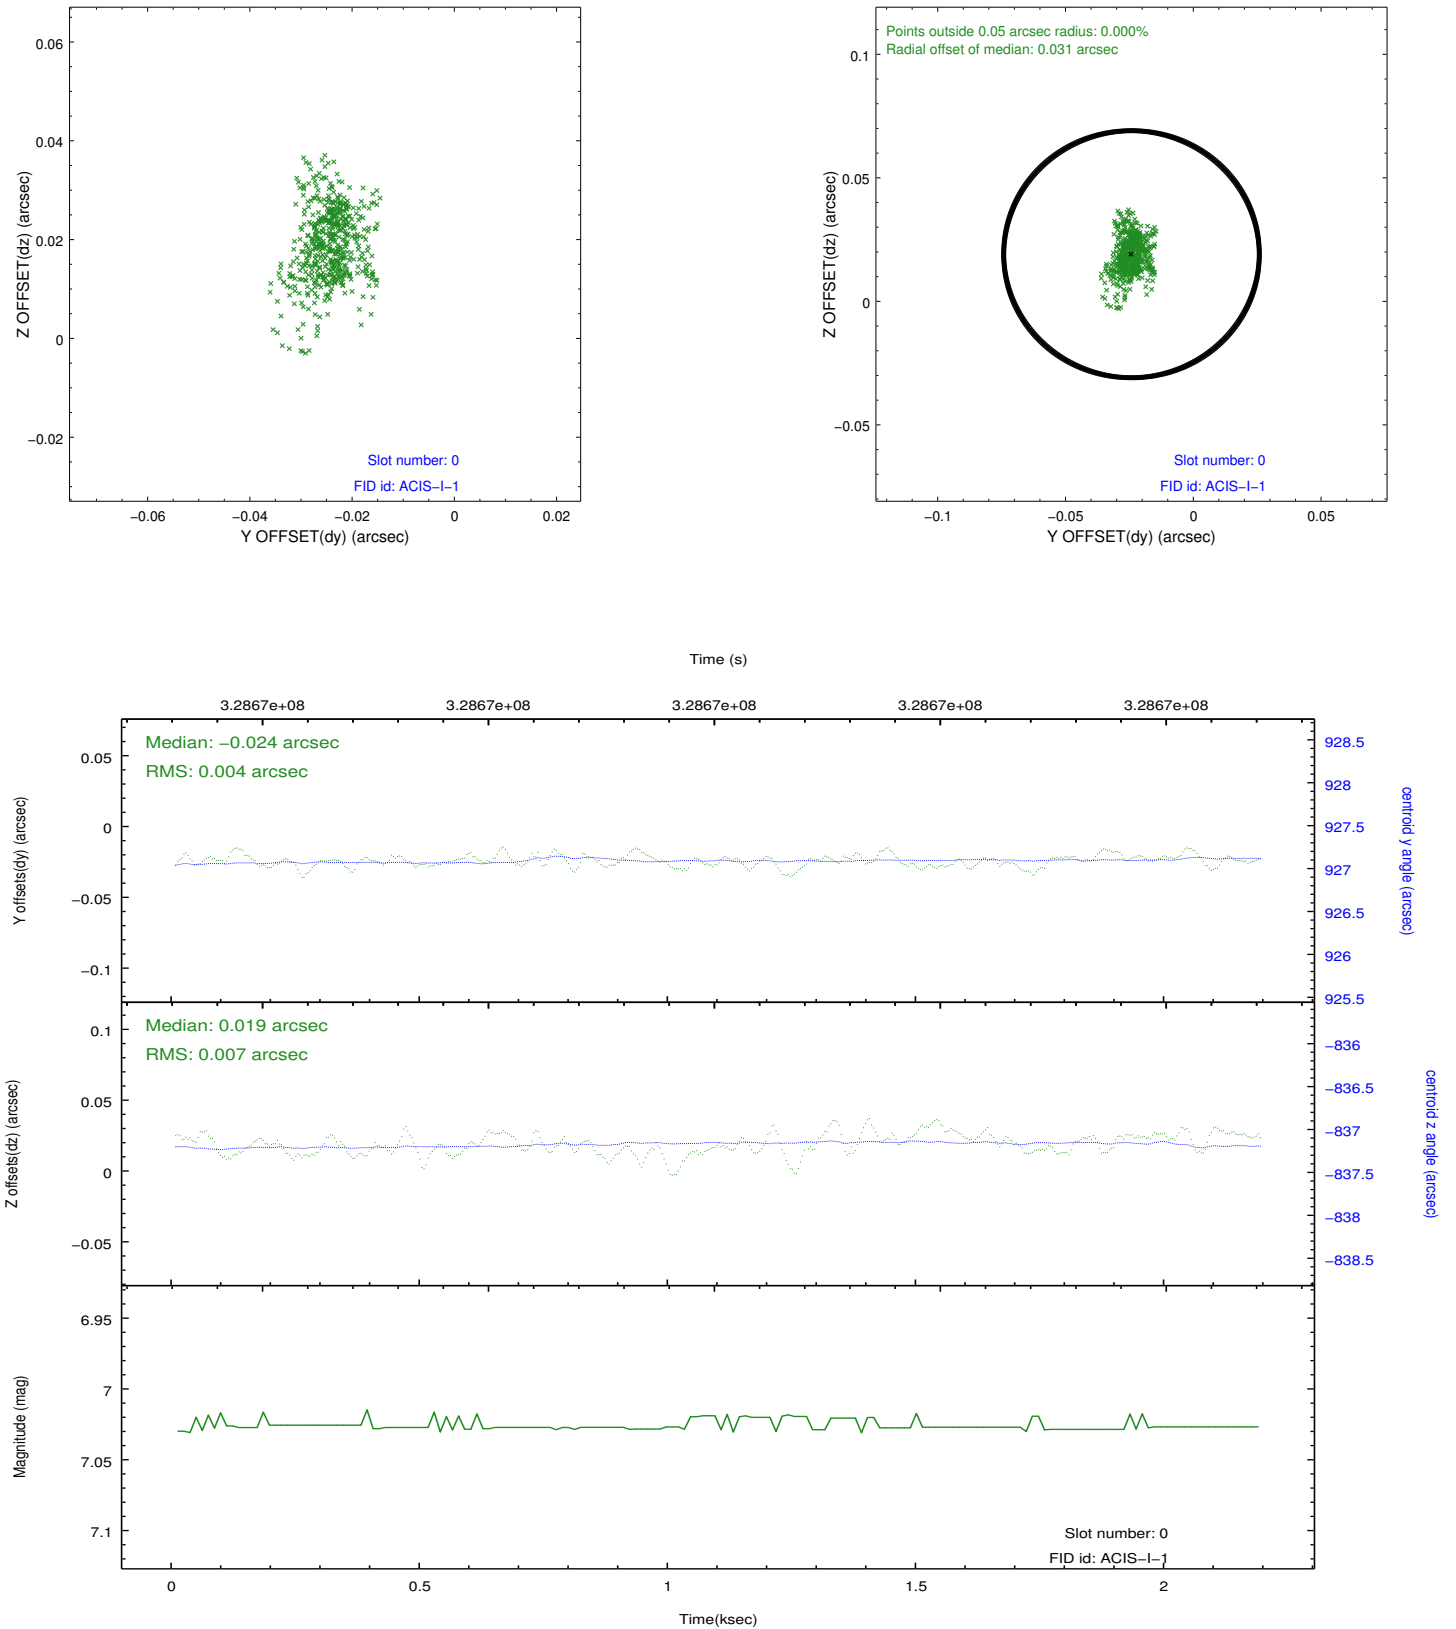 0.06
0.04
0.02
0
−0.02
Z OFFSET(dz) (arcsec)
Slot number: 0
FID id: ACIS−I−1
−0.06
−0.04
−0.02
0
0.02
Y OFFSET(dy) (arcsec)
Points outside 0.05 arcsec radius: 0.000%
Radial offset of median: 0.031 arcsec
0.1
0.05
0
−0.05
Z OFFSET(dz) (arcsec)
Slot number: 0
FID id: ACIS−I−1
−0.1
−0.05
0
0.05
Y OFFSET(dy) (arcsec)
Time (s)
3.2867e+08
3.2867e+08
3.2867e+08
3.2867e+08
3.2867e+08
Median: −0.024 arcsec
RMS: 0.004 arcsec
0.05
0
−0.05
−0.1
Y offsets(dy) (arcsec)
928.5
928
927.5
927
926.5
926
925.5
centroid y angle (arcsec)
Median: 0.019 arcsec
RMS: 0.007 arcsec
0.1
0.05
0
−0.05
Z offsets(dz) (arcsec)
−836
−836.5
−837
−837.5
−838
−838.5
centroid z angle (arcsec)
6.95
7
7.05
7.1
Magnitude (mag)
Slot number: 0
FID id: ACIS−I−1
0
0.5
1
1.5
2
Time(ksec)